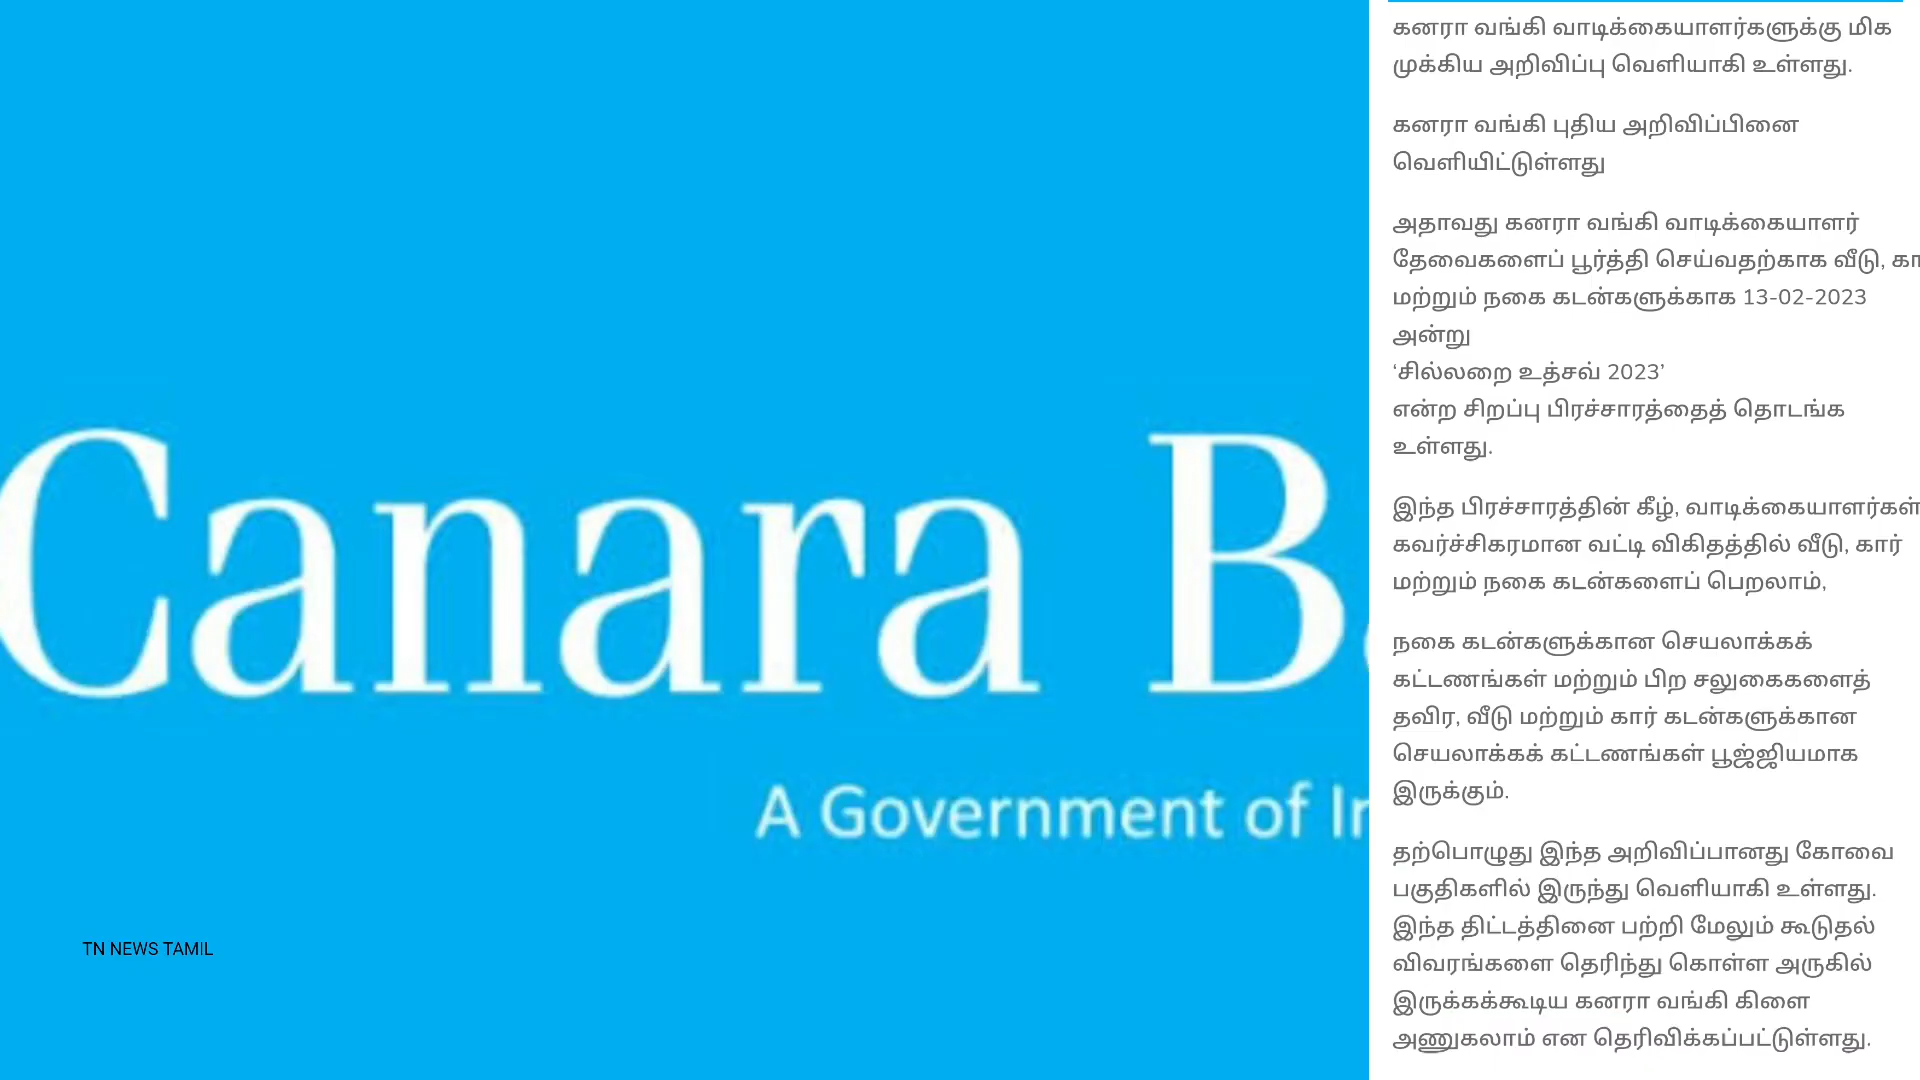 Canara B
A Government of In
TN NEWS TAMIL
கனரா வங்கி வாடிக்கையாளர்களுக்கு மிக
முக்கிய அறிவிப்பு வெளியாகி உள்ளது.
கனரா வங்கி புதிய அறிவிப்பினை
வெளியிட்டுள்ளது
அதாவது கனரா வங்கி வாடிக்கையாளர்
தேவைகளைப் பூர்த்தி செய்வதற்காக வீடு, கா
மற்றும் நகை கடன்களுக்காக 13-02-2023
அன்று
‘சில்லறை உத்சவ் 2023’
என்ற சிறப்பு பிரச்சாரத்தைத் தொடங்க
உள்ளது.
இந்த பிரச்சாரத்தின் கீழ், வாடிக்கையாளர்கள்
கவர்ச்சிகரமான வட்டி விகிதத்தில் வீடு, கார்
மற்றும் நகை கடன்களைப் பெறலாம்,
நகை கடன்களுக்கான செயலாக்கக்
கட்டணங்கள் மற்றும் பிற சலுகைகளைத்
தவிர, வீடு மற்றும் கார் கடன்களுக்கான
செயலாக்கக் கட்டணங்கள் பூஜ்ஜியமாக
இருக்கும்.
தற்பொழுது இந்த அறிவிப்பானது கோவை
பகுதிகளில் இருந்து வெளியாகி உள்ளது.
இந்த திட்டத்தினை பற்றி மேலும் கூடுதல்
விவரங்களை தெரிந்து கொள்ள அருகில்
இருக்கக்கூடிய கனரா வங்கி கிளை
அணுகலாம் என தெரிவிக்கப்பட்டுள்ளது.